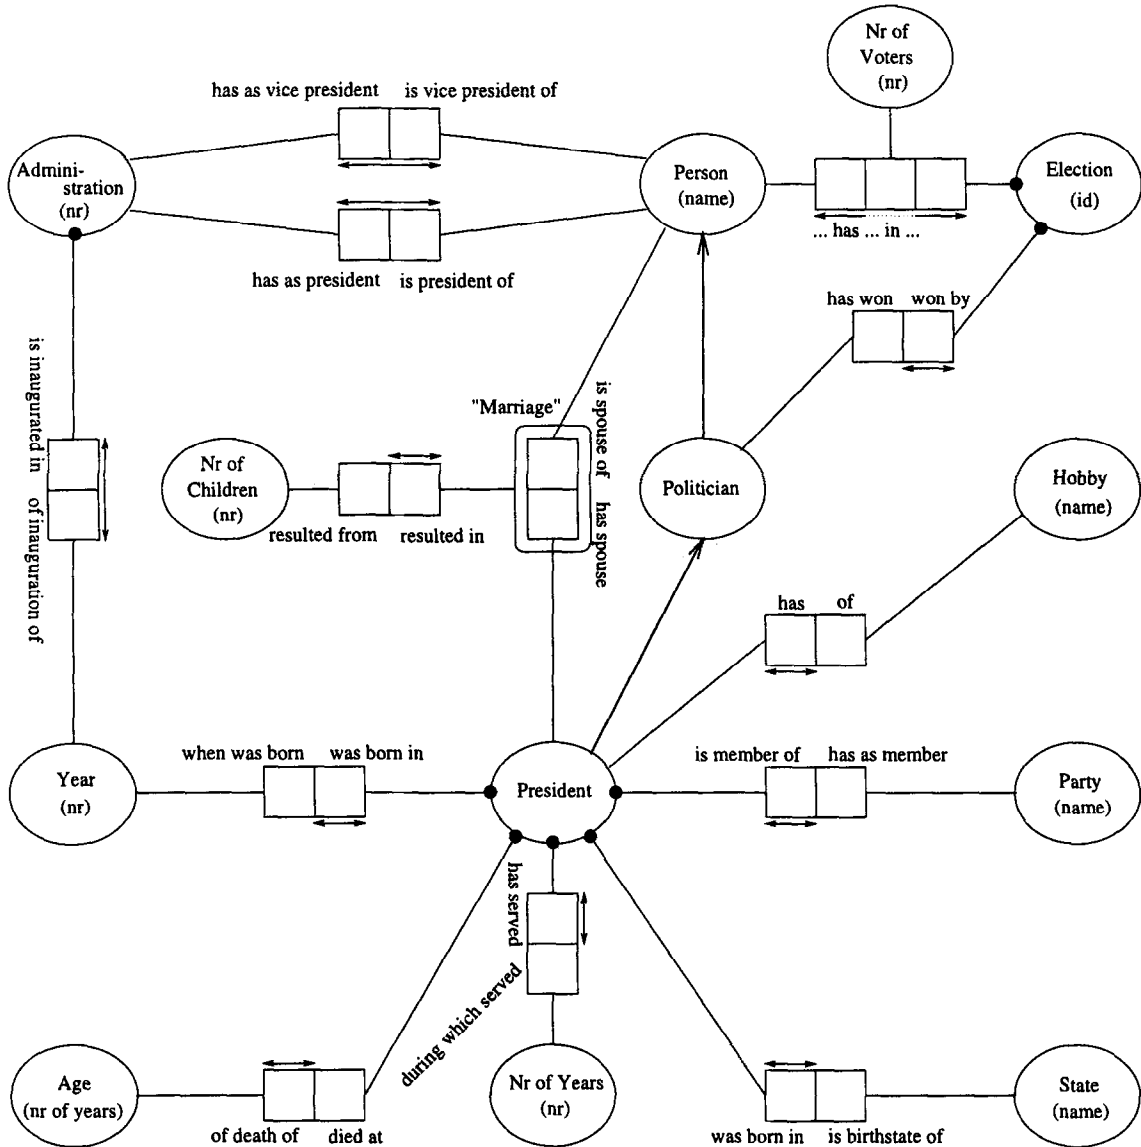 Nr of
Voters
(nr)
has as vice president
is vice president of
Admini-
stration
(nr)
Person
(name)
Election
(id)
... has ... in ...
has as president
is president of
has won
won by
is inaugurated in
of inauguration of
"Marriage"
is spouse of
has spouse
Nr of
Children
(nr)
resulted from
resulted in
Politician
Hobby
(name)
has
of
Year
(nr)
when was born
was born in
President
is member of
has as member
Party
(name)
has served
during which served
Age
(nr of years)
of death of
died at
Nr of Years
(nr)
was born in
is birthstate of
State
(name)